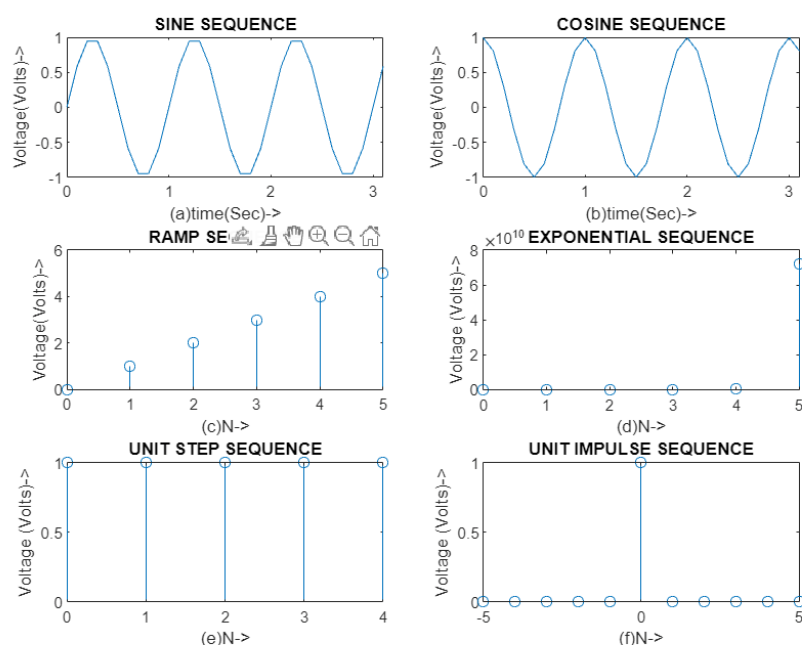 SINE SEQUENCE
Voltage(Volts)->
1
0.5
0
-0.5
-1
0 1 2 3
(a)time(Sec)->
COSINE SEQUENCE
Voltage(Volts)->
1
0.5
0
-0.5
-1
0 1 2 3
(b)time(Sec)->
RAMP SE
Voltage(Volts)->
6
4
2
0
0 1 2 3 4 5
(c)N->
×10^10 EXPONENTIAL SEQUENCE
Voltage (Volts)->
8
6
4
2
0
0 1 2 3 4 5
(d)N->
UNIT STEP SEQUENCE
Voltage (Volts)->
1
0.5
0
0 1 2 3 4
(e)N->
UNIT IMPULSE SEQUENCE
Voltage (Volts)->
1
0.5
0
-5 0 5
(f)N->